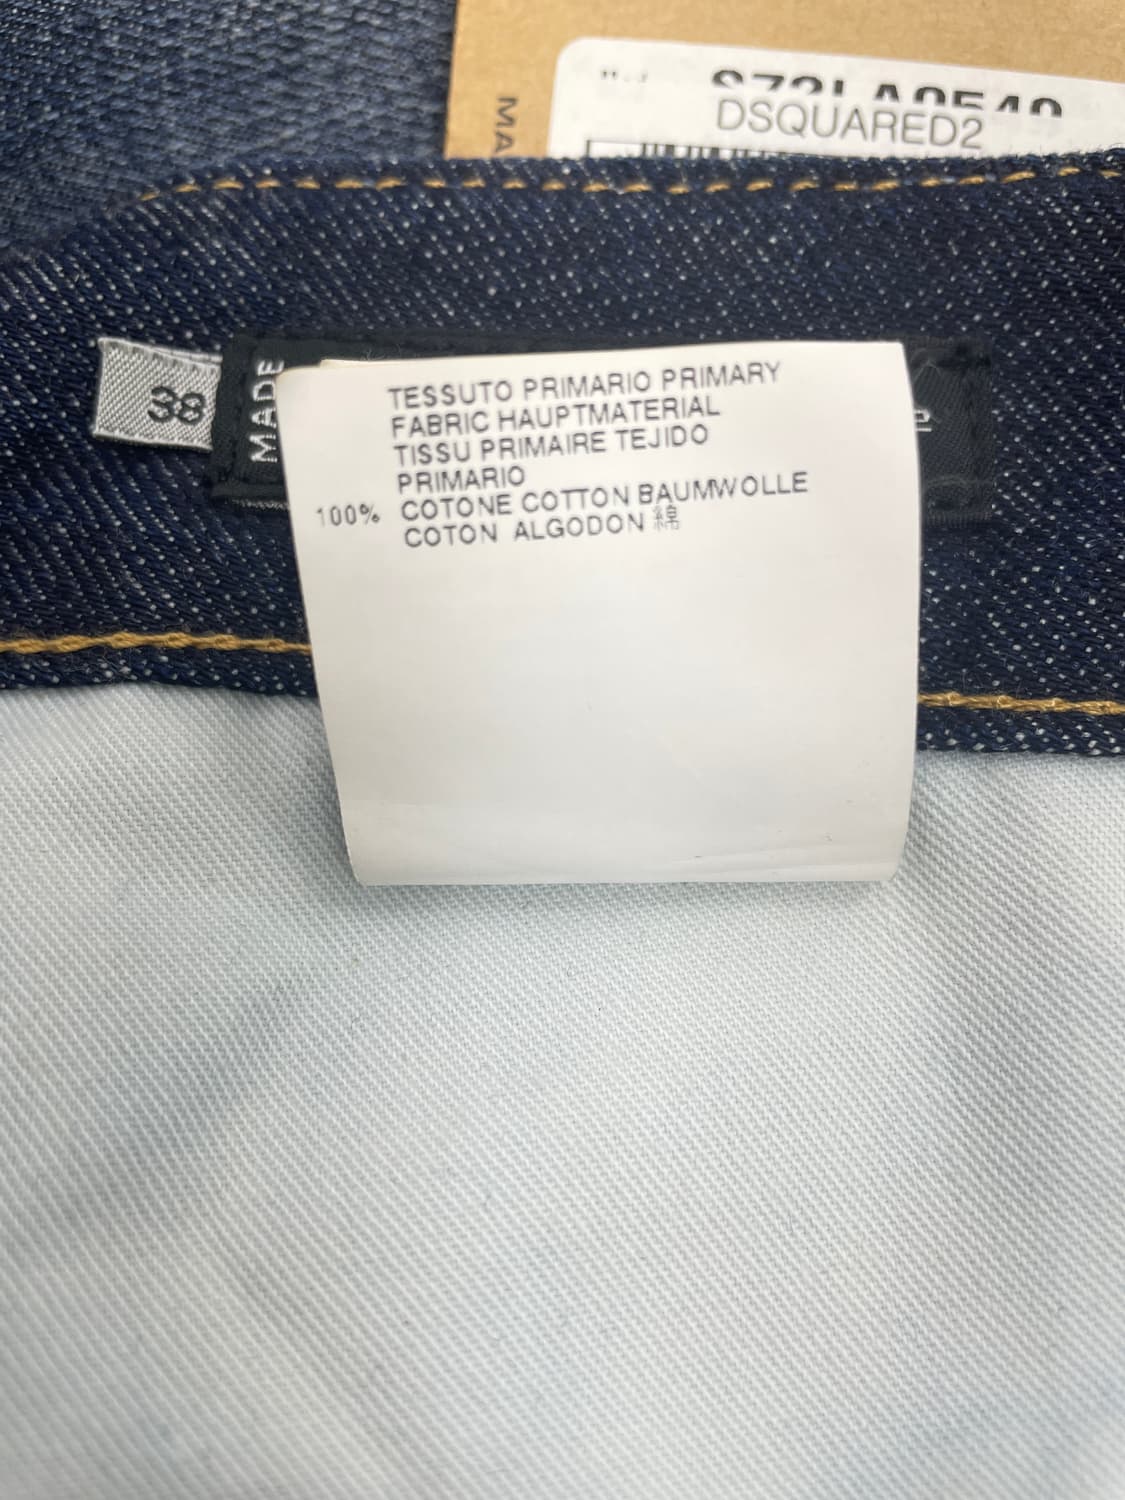 MA
DSQUARED2
38
MADE
TESSUTO PRIMARIO PRIMARY
FABRIC HAUPTMATERIAL
TISSU PRIMAIRE TEJIDO
PRIMARIO
100% COTONE COTTON BAUMWOLLE
COTON ALGODON 綿